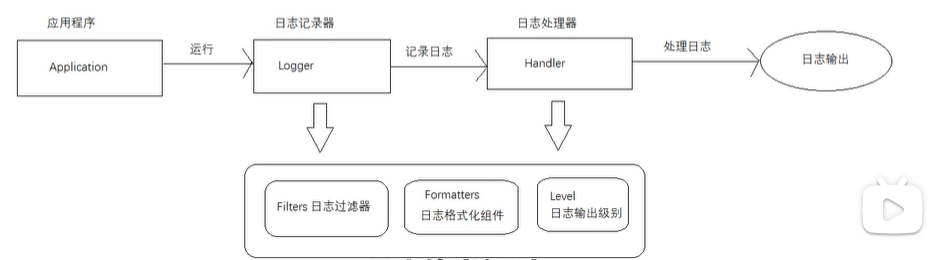 应用程序
日志记录器
日志处理器
运行
记录日志
处理日志
Application
Logger
Handler
日志输出
Filters 日志过滤器
Formatters
日志格式化组件
Level
日志输出级别